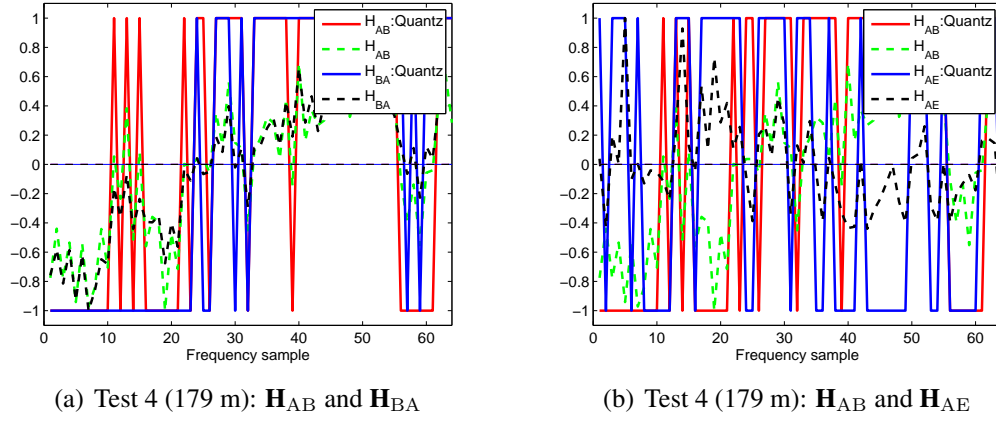 H_AB:Quantz
H_AB
H_BA:Quantz
H_BA
1
0.8
0.6
0.4
0.2
0
−0.2
−0.4
−0.6
−0.8
−1
0 10 20 30 40 50 60
Frequency sample
(a) Test 4 (179 m): H_AB and H_BA
H_AB:Quantz
H_AB
H_AE:Quantz
H_AE
1
0.8
0.6
0.4
0.2
0
−0.2
−0.4
−0.6
−0.8
−1
0 10 20 30 40 50 60
Frequency sample
(b) Test 4 (179 m): H_AB and H_AE